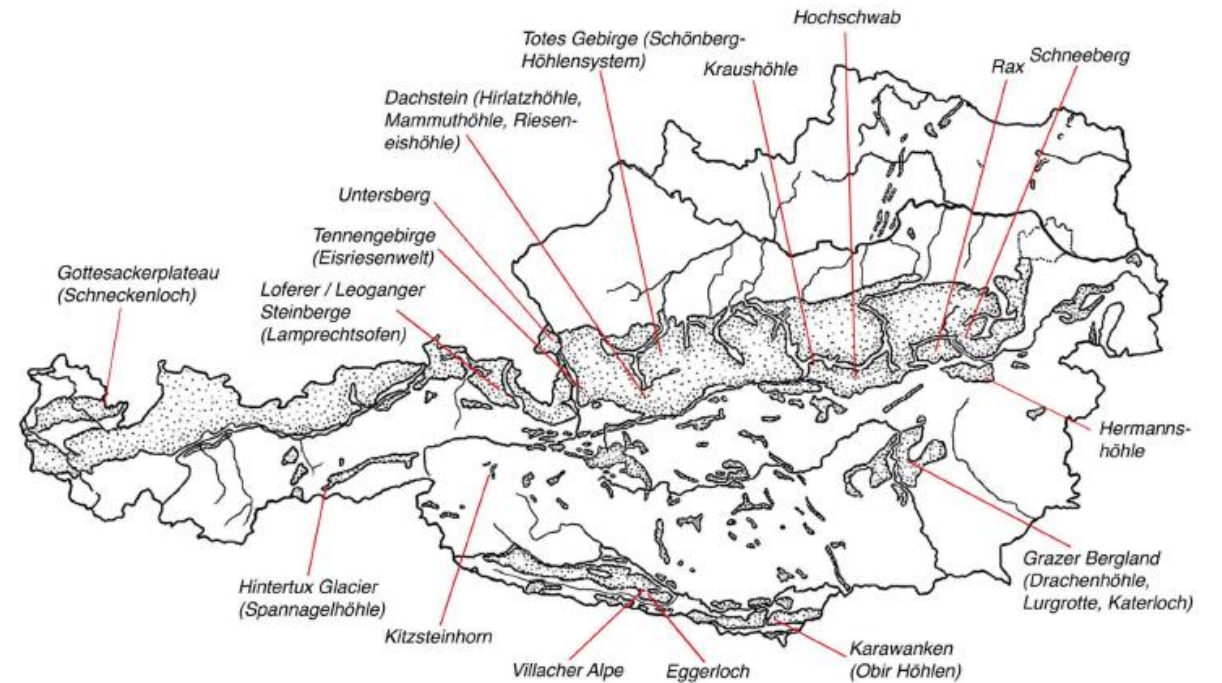 Hochschwab
Totes Gebirge (Schönberg-
Höhlensystem)
Kraushöhle
Rax
Schneeberg
Dachstein (Hirlatzhöhle,
Mammuthöhle, Riesen-
eishöhle)
Untersberg
Tennengebirge
(Eisriesenwelt)
Gottesackerplateau
(Schneckenloch)
Loferer / Leoganger
Steinberge
(Lamprechtsofen)
Hermanns-
höhle
Grazer Bergland
(Drachenhöhle,
Lurgrotte, Katerloch)
Hintertux Glacier
(Spannagelhöhle)
Kitzsteinhorn
Villacher Alpe
Eggerloch
Karawanken
(Obir Höhlen)